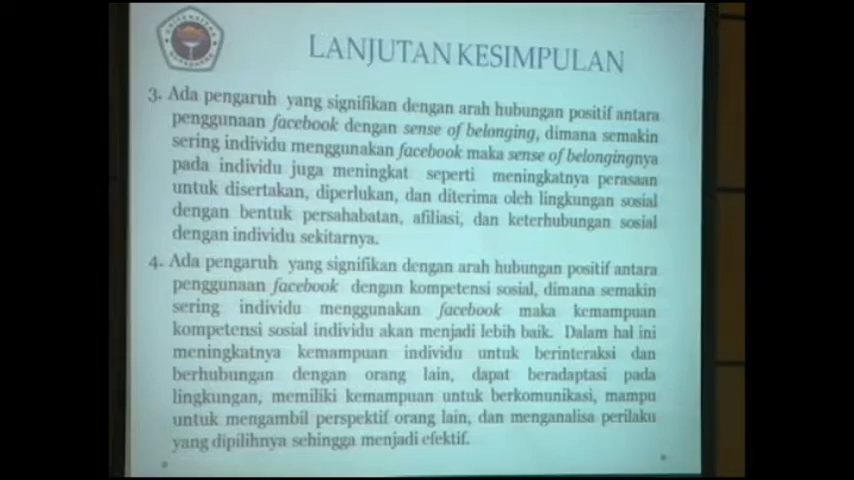 LANJUTAN KESIMPULAN
3. Ada pengaruh yang signifikan dengan arah hubungan positif antara
penggunaan facebook dengan sense of belonging, dimana semakin
sering individu menggunakan facebook maka sense of belongingnya
pada individu juga meningkat seperti meningkatnya perasaan
untuk disertakan, diperlukan, dan diterima oleh lingkungan sosial
dengan bentuk persahabatan, afiliasi, dan keterhubungan sosial
dengan individu sekitarnya.
4. Ada pengaruh yang signifikan dengan arah hubungan positif antara
penggunaan facebook dengan kompetensi sosial, dimana semakin
sering individu menggunakan facebook maka kemampuan
kompetensi sosial individu akan menjadi lebih baik. Dalam hal ini
meningkatnya kemampuan individu untuk berinteraksi dan
berhubungan dengan orang lain, dapat beradaptasi pada
lingkungan, memiliki kemampuan untuk berkomunikasi, mampu
untuk mengambil perspektif orang lain, dan menganalisa perilaku
yang dipilihnya sehingga menjadi efektif.